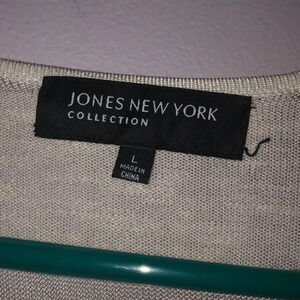 JONES NEW YORK
COLLECTION
L
MADE IN
CHINA